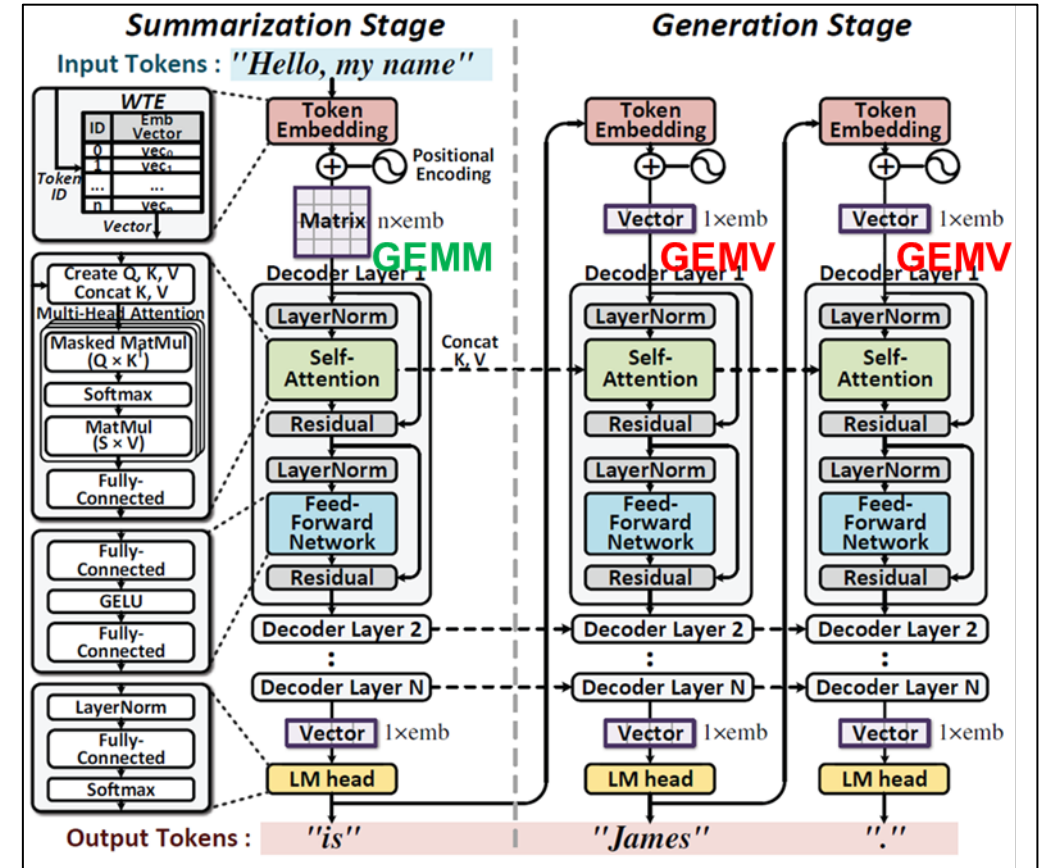 Summarization Stage
Generation Stage
Input Tokens : "Hello, my name"
WTE
ID
Emb
Vector
0
vec₀
1
vec₁
...
...
n
vecₙ
Token
ID
Vector
Create Q, K, V
Concat K, V
Multi-Head Attention
Masked MatMul
(Q × Kᵀ)
Softmax
MatMul
(S × V)
Fully-
Connected
Fully-
Connected
GELU
Fully-
Connected
LayerNorm
Fully-
Connected
Softmax
Token
Embedding
+
Positional
Encoding
Matrix
n×emb
GEMM
Decoder Layer 1
LayerNorm
Self-
Attention
Residual
LayerNorm
Feed-
Forward
Network
Residual
Decoder Layer 2
:
Decoder Layer N
Vector
1×emb
LM head
Concat
K, V
Token
Embedding
+
Vector
1×emb
GEMV
Decoder Layer 1
LayerNorm
Self-
Attention
Residual
LayerNorm
Feed-
Forward
Network
Residual
Decoder Layer 2
:
Decoder Layer N
Vector
1×emb
LM head
Token
Embedding
+
Vector
1×emb
GEMV
Decoder Layer 1
LayerNorm
Self-
Attention
Residual
LayerNorm
Feed-
Forward
Network
Residual
Decoder Layer 2
:
Decoder Layer N
Vector
1×emb
LM head
Output Tokens :
"is"
"James"
"."